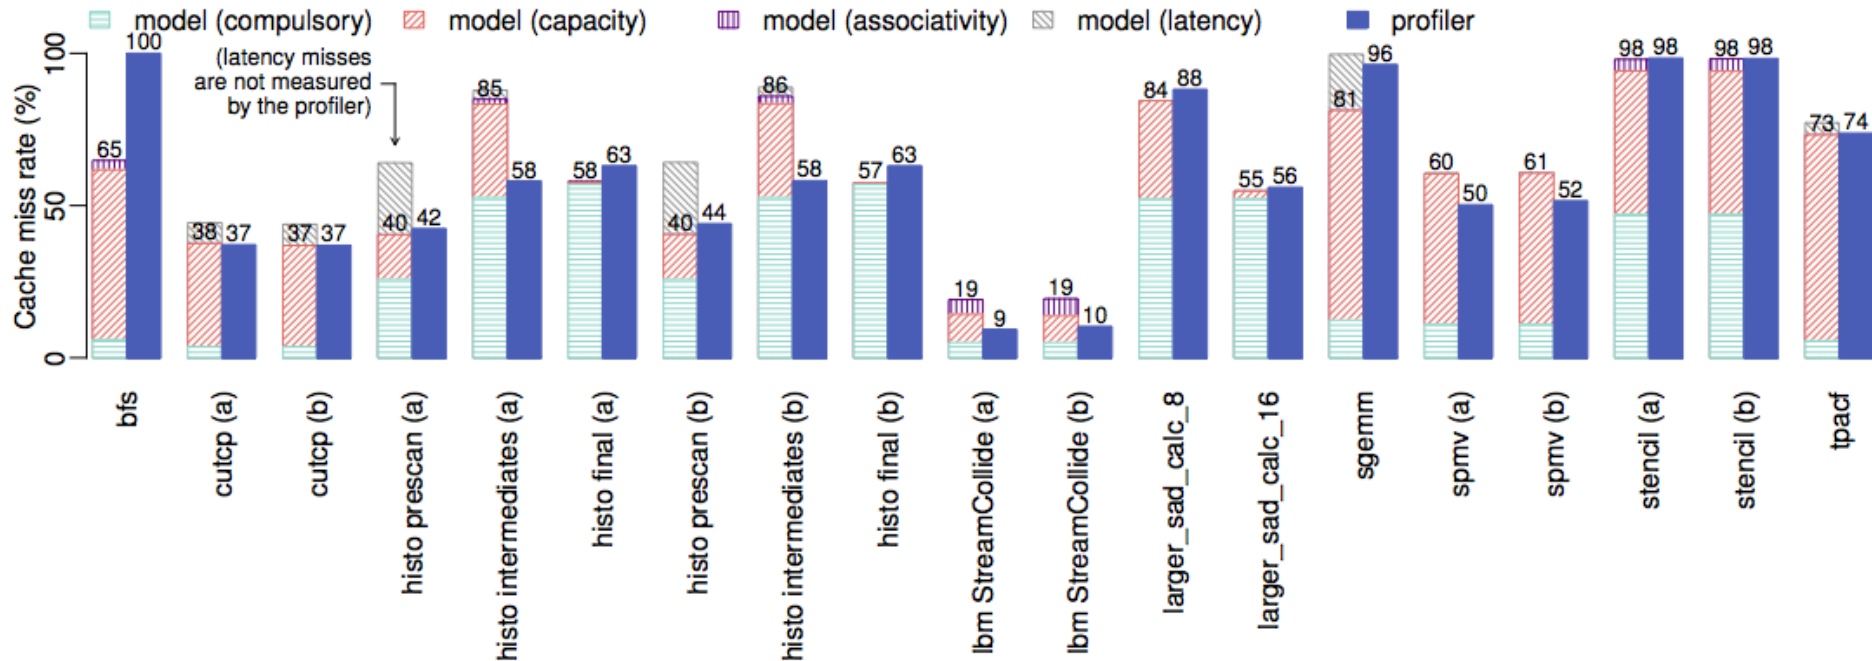 model (compulsory) model (capacity) model (associativity) model (latency) profiler
(latency misses
are not measured
by the profiler)
Cache miss rate (%)
100
50
0
65 100
38 37
37 37
40 42
85 58
58 63
40 44
86 58
57 63
19 9
19 10
84 88
55 56
81 96
60 50
61 52
98 98
98 98
73 74
bfs
cutcp (a)
cutcp (b)
histo prescan (a)
histo intermediates (a)
histo final (a)
histo prescan (b)
histo intermediates (b)
histo final (b)
lbm StreamCollide (a)
lbm StreamCollide (b)
larger_sad_calc_8
larger_sad_calc_16
sgemm
spmv (a)
spmv (b)
stencil (a)
stencil (b)
tpacf